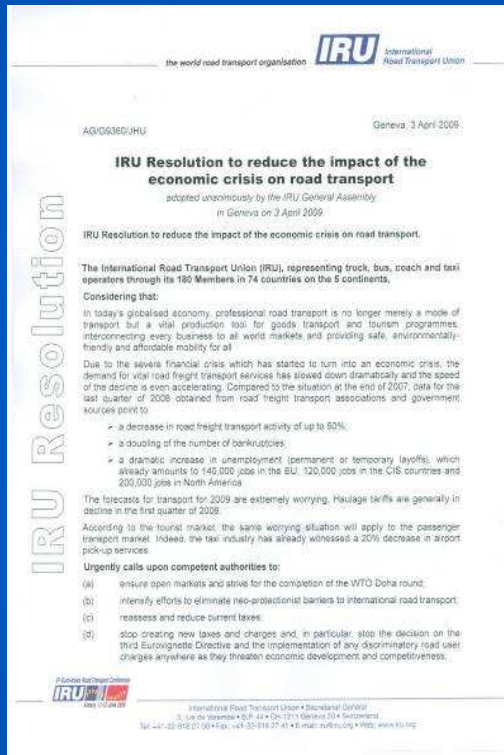 the world road transport organisation
IRU
International
Road Transport Union
AG/G9360/JHU
Geneva, 3 April 2009
IRU Resolution to reduce the impact of the
economic crisis on road transport
adopted unanimously by the IRU General Assembly
in Geneva on 3 April 2009
IRU Resolution to reduce the impact of the economic crisis on road transport.
The International Road Transport Union (IRU), representing truck, bus, coach and taxi
operators through its 180 Members in 74 countries on the 5 continents,
Considering that:
In today's globalised economy, professional road transport is no longer merely a mode of
transport but a vital production tool for goods transport and tourism programmes,
interconnecting every business to all world markets and providing safe, environmentally-
friendly and affordable mobility for all
Due to the severe financial crisis which has started to turn into an economic crisis, the
demand for vital road freight transport services has slowed down dramatically and the speed
of the decline is even accelerating. Compared to the situation at the end of 2007, data for the
last quarter of 2008 obtained from road freight transport associations and government
sources point to:
➤ a decrease in road freight transport activity of up to 50%;
➤ a doubling of the number of bankruptcies;
➤ a dramatic increase in unemployment (permanent or temporary layoffs), which
already amounts to 140,000 jobs in the EU, 120,000 jobs in the CIS countries and
200,000 jobs in North America
The forecasts for transport for 2009 are extremely worrying. Haulage tariffs are generally in
decline in the first quarter of 2009.
According to the tourist market, the same worrying situation will apply to the passenger
transport market. Indeed, the taxi industry has already witnessed a 20% decrease in airport
pick-up services.
Urgently calls upon competent authorities to:
(a) ensure open markets and strive for the completion of the WTO Doha round;
(b) intensify efforts to eliminate neo-protectionist barriers to international road transport;
(c) reassess and reduce current taxes;
(d) stop creating new taxes and charges and, in particular, stop the decision on the
third Eurovignette Directive and the implementation of any discriminatory road user
charges anywhere as they threaten economic development and competitiveness;
IRU Resolution
IRU
International Road Transport Union • Secretariat General
3, rue de Varembé • B.P. 44 • CH-1211 Geneva 20 • Switzerland